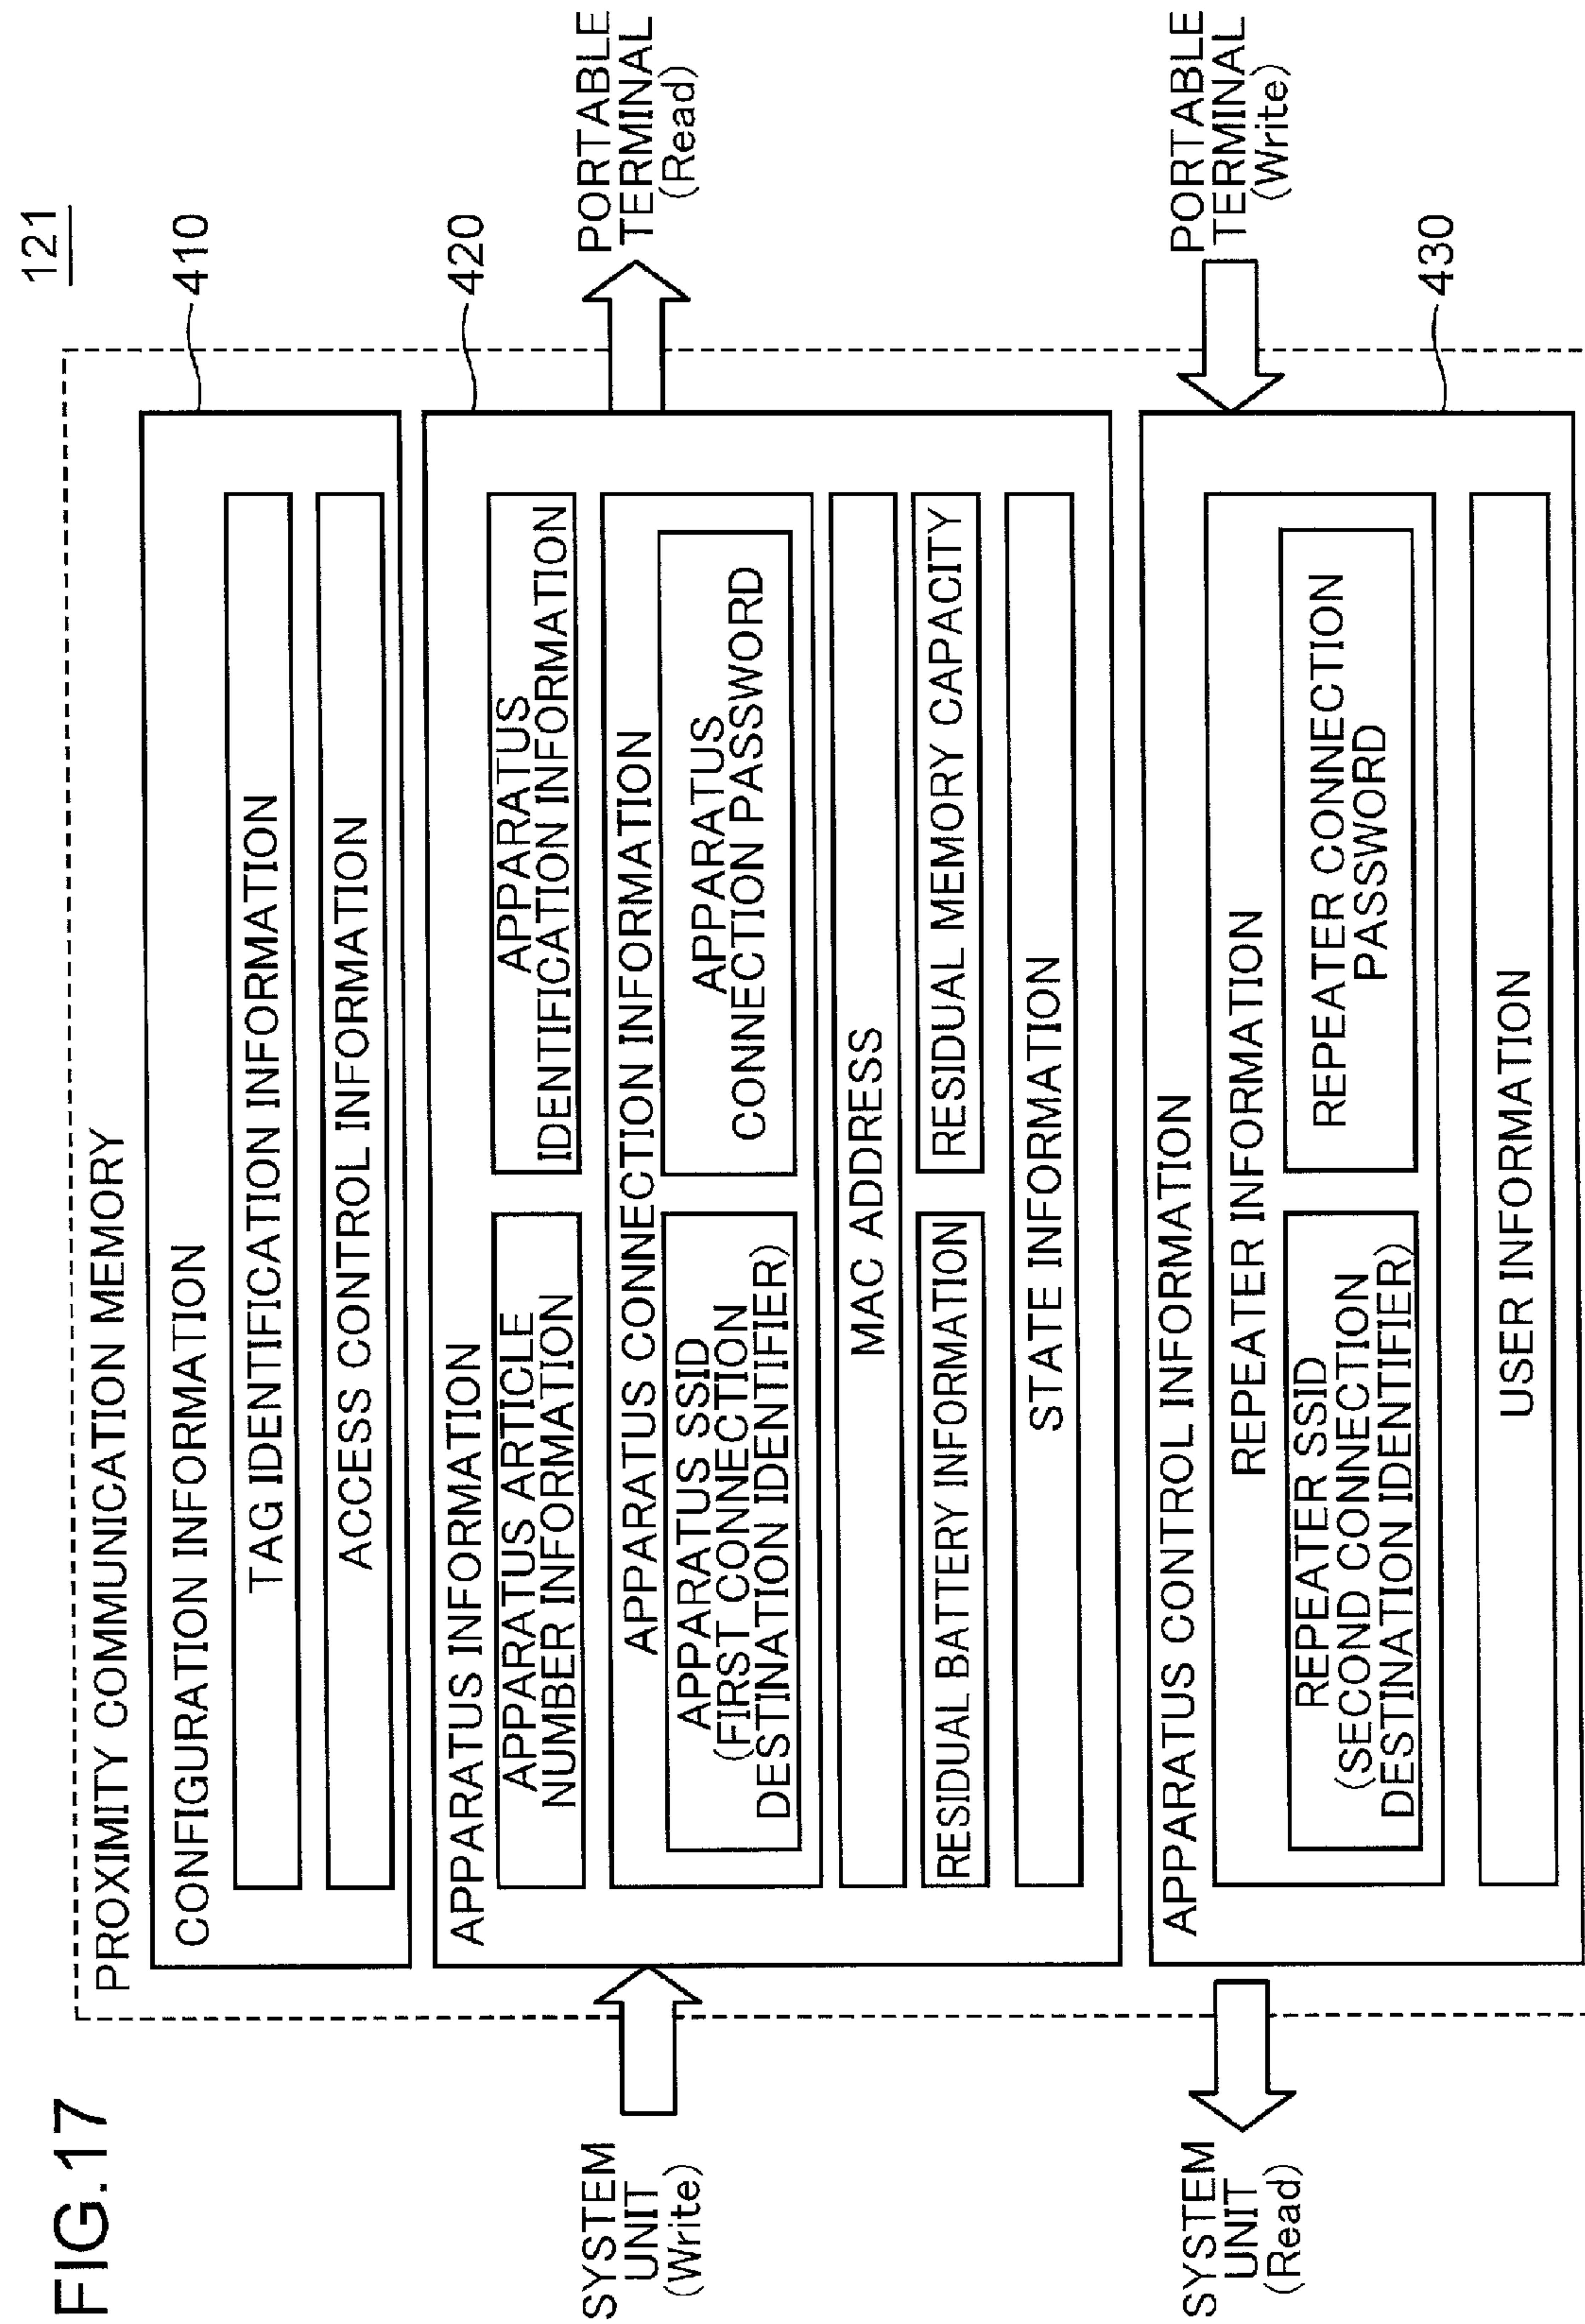 FIG.17
121
PROXIMITY COMMUNICATION MEMORY
410
CONFIGURATION INFORMATION
TAG IDENTIFICATION INFORMATION
ACCESS CONTROL INFORMATION
420
APPARATUS INFORMATION
APPARATUS ARTICLE
NUMBER INFORMATION
APPARATUS
IDENTIFICATION INFORMATION
SYSTEM
UNIT
(Write)
PORTABLE
TERMINAL
(Read)
APPARATUS CONNECTION INFORMATION
APPARATUS SSID
(FIRST CONNECTION
DESTINATION IDENTIFIER)
APPARATUS
CONNECTION PASSWORD
MAC ADDRESS
RESIDUAL BATTERY INFORMATION
RESIDUAL MEMORY CAPACITY
STATE INFORMATION
APPARATUS CONTROL INFORMATION
SYSTEM
UNIT
(Read)
PORTABLE
TERMINAL
(Write)
REPEATER INFORMATION
REPEATER SSID
(SECOND CONNECTION
DESTINATION IDENTIFIER)
REPEATER CONNECTION
PASSWORD
430
USER INFORMATION